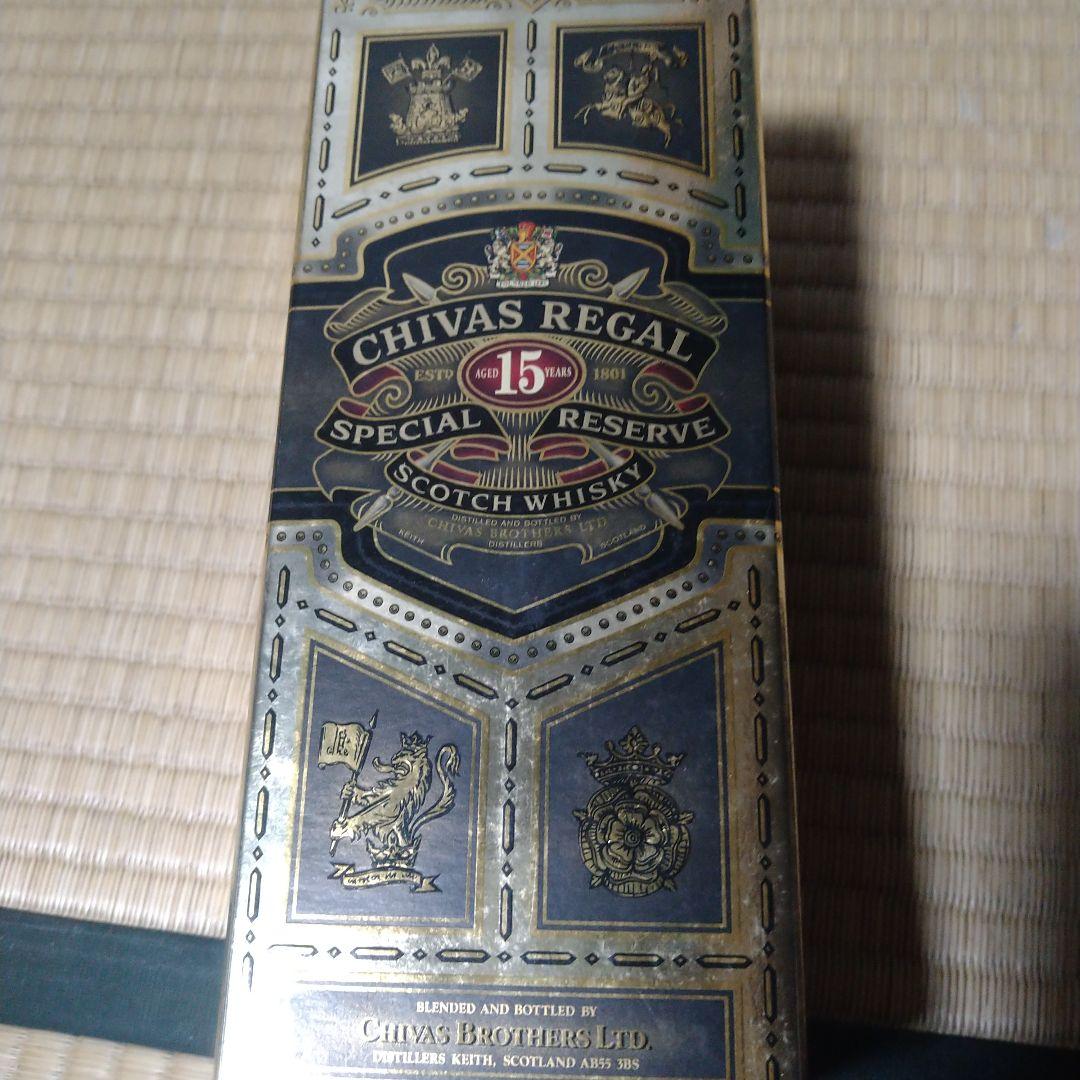 CHIVAS REGAL
ESTD AGED 15 YEARS 1801
SPECIAL RESERVE
SCOTCH WHISKY
DISTILLED AND BOTTLED BY
CHIVAS BROTHERS LTD
KEITH DISTILLERS SCOTLAND
BLENDED AND BOTTLED BY
CHIVAS BROTHERS LTD.
DISTILLERS KEITH, SCOTLAND AB55 3BS